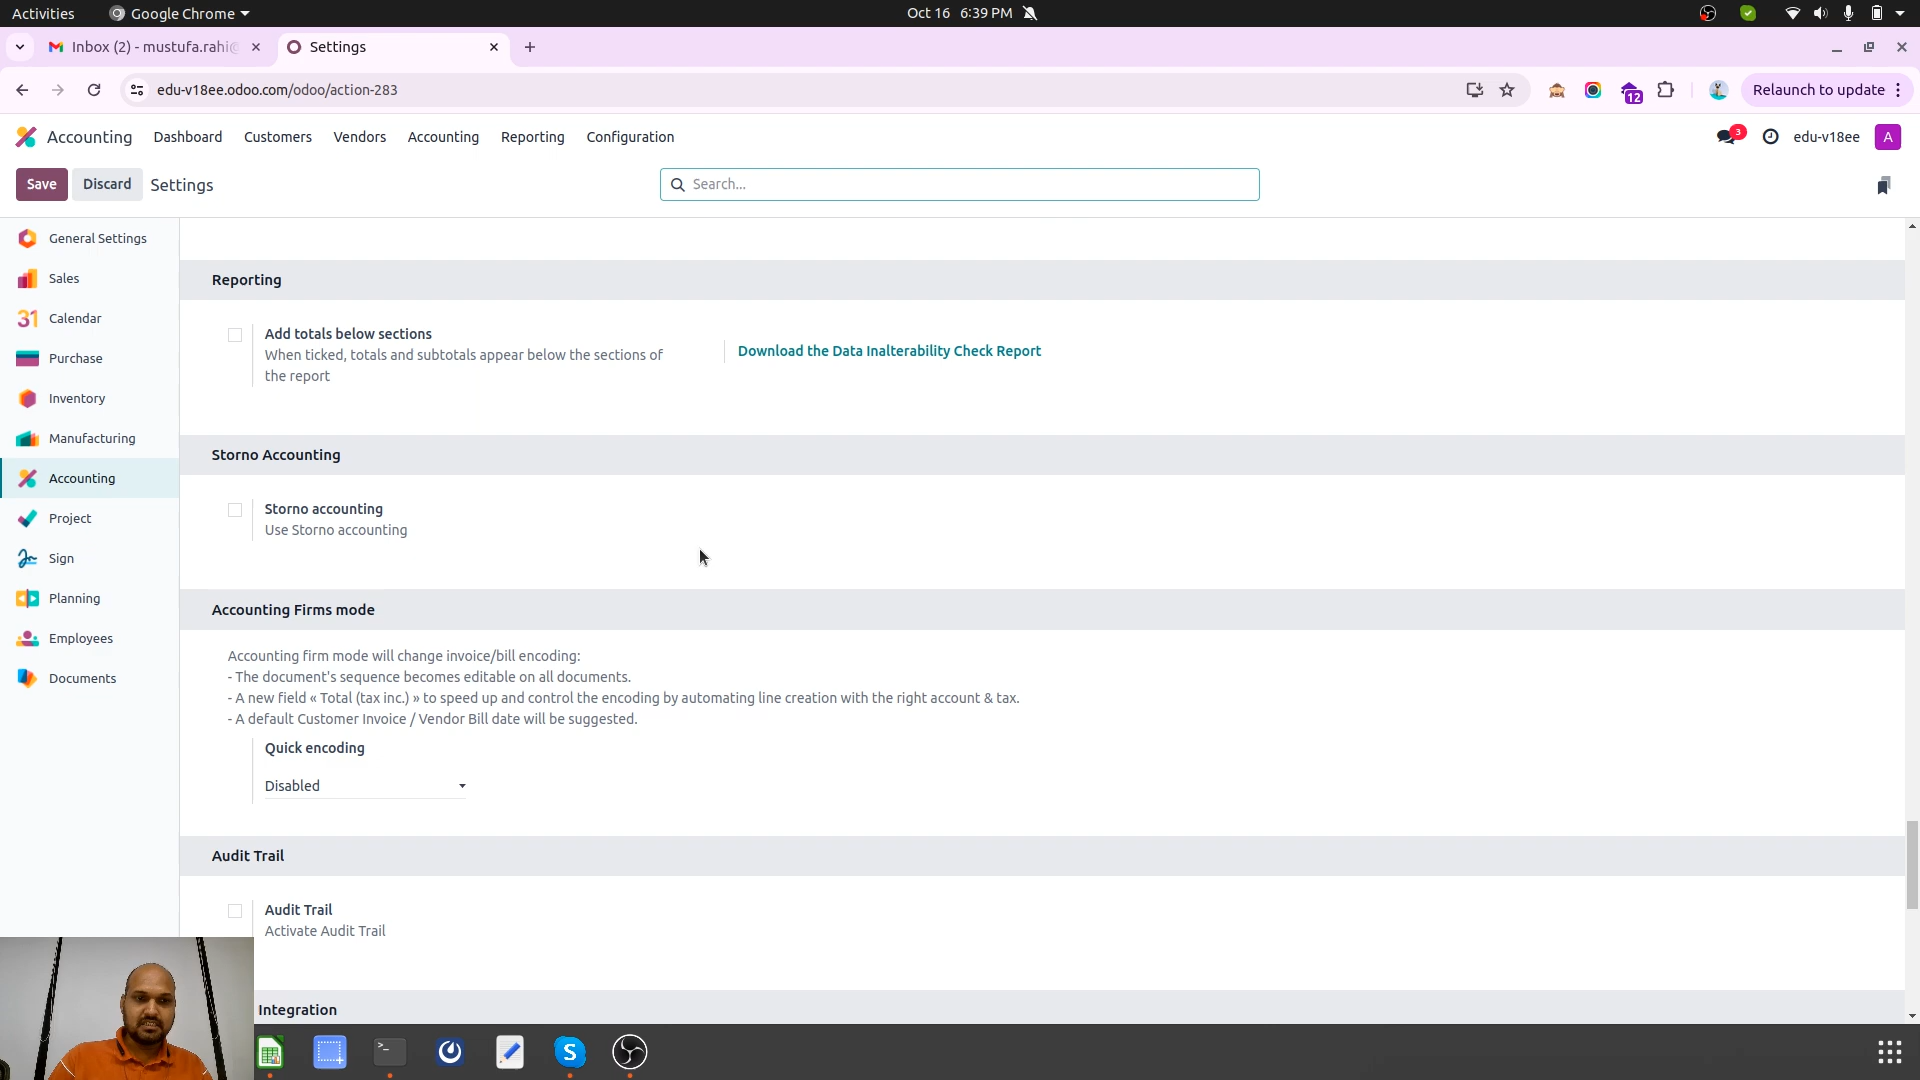 Activities
Google Chrome
Oct 16 6:39 PM
Inbox (2) - mustufa.rahi@
Settings
edu-v18ee.odoo.com/odoo/action-283
12
Relaunch to update
Accounting
Dashboard
Customers
Vendors
Accounting
Reporting
Configuration
3
edu-v18ee
A
Save
Discard
Settings
Search...
General Settings
Sales
31 Calendar
Purchase
Inventory
Manufacturing
Accounting
Project
Sign
Planning
Employees
Documents
Reporting
Add totals below sections
When ticked, totals and subtotals appear below the sections of
the report
Download the Data Inalterability Check Report
Storno Accounting
Storno accounting
Use Storno accounting
Accounting Firms mode
Accounting firm mode will change invoice/bill encoding:
- The document's sequence becomes editable on all documents.
- A new field « Total (tax inc.) » to speed up and control the encoding by automating line creation with the right account & tax.
- A default Customer Invoice / Vendor Bill date will be suggested.
Quick encoding
Disabled
Audit Trail
Audit Trail
Activate Audit Trail
Integration
>_
S